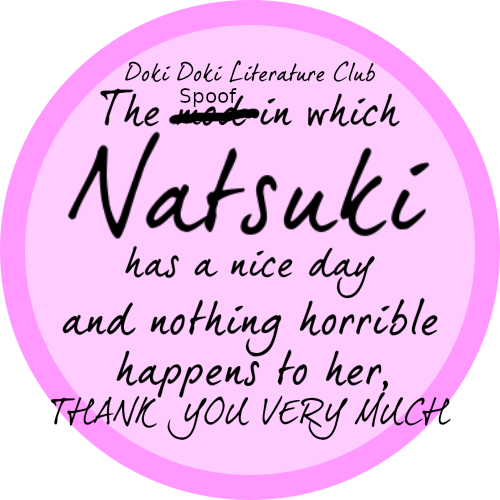 Doki Doki Literature Club
Spoof
The mod in which
Natsuki
has a nice day
and nothing horrible
happens to her,
THANK YOU VERY MUCH